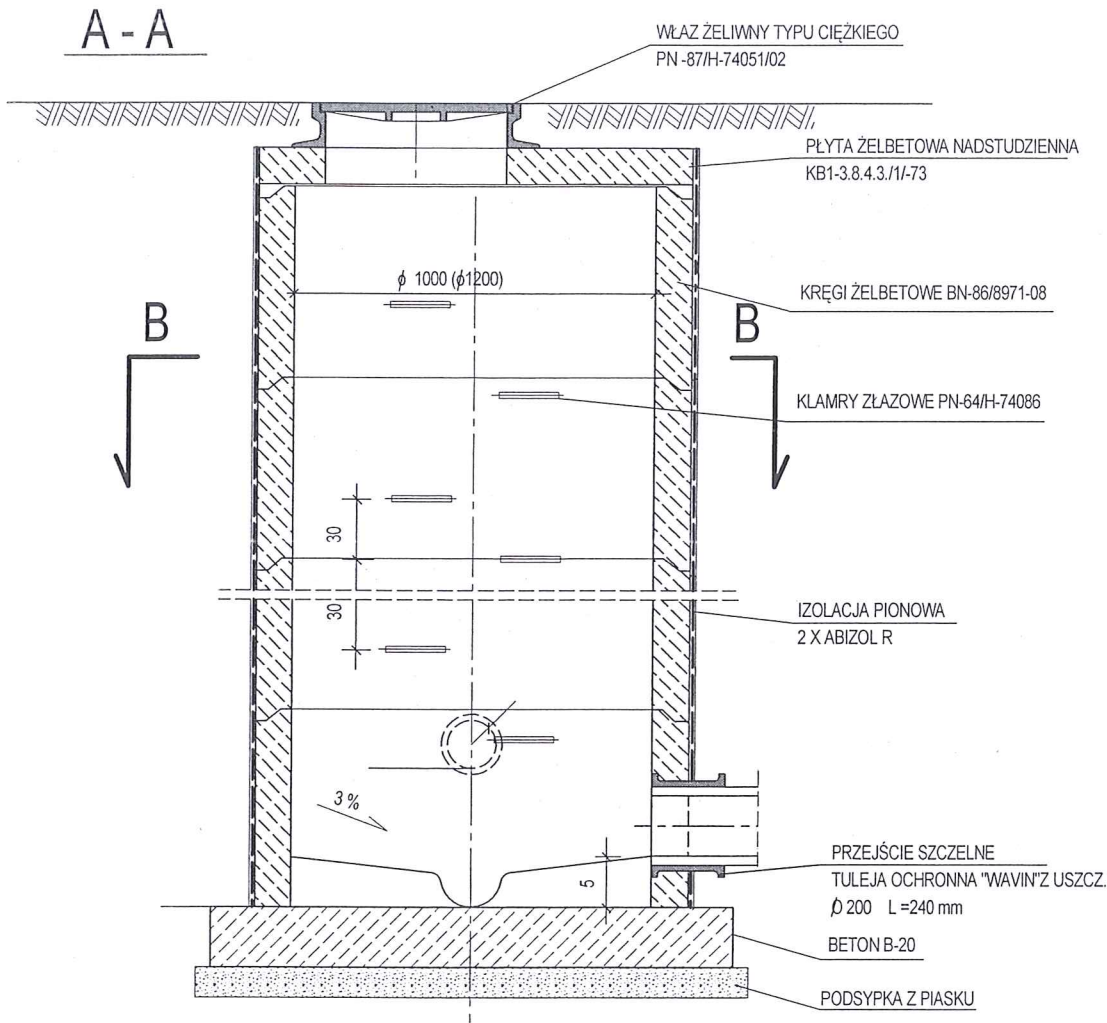 A - A
WŁAZ ŻELIWNY TYPU CIĘŻKIEGO
PN -87/H-74051/02
PŁYTA ŻELBETOWA NADSTUDZIENNA
KB1-3.8.4.3./1/-73
ϕ 1000 (ϕ1200)
KRĘGI ŻELBETOWE BN-86/8971-08
B
B
KLAMRY ZŁAZOWE PN-64/H-74086
30
30
IZOLACJA PIONOWA
2 X ABIZOL R
3 %
5
PRZEJŚCIE SZCZELNE
TULEJA OCHRONNA "WAVIN"Z USZCZ.
ϕ 200 L =240 mm
BETON B-20
PODSYPKA Z PIASKU